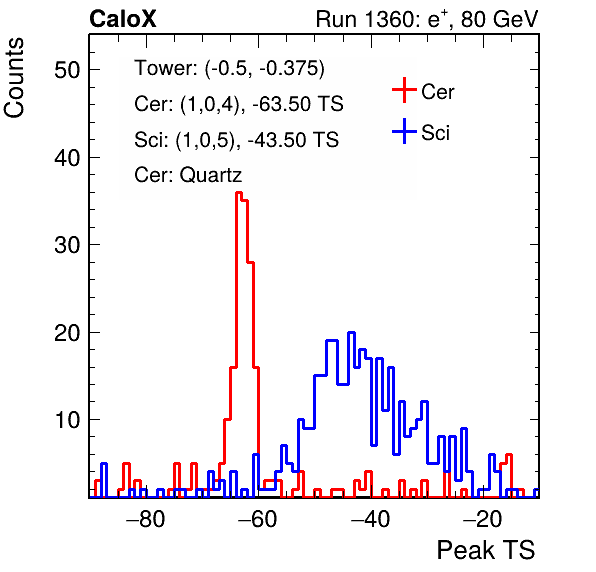 CaloX Run 1360: e⁺, 80 GeV
Counts
50
40
30
20
10
Tower: (-0.5, -0.375)
Cer: (1,0,4), -63.50 TS
Sci: (1,0,5), -43.50 TS
Cer: Quartz
Cer
Sci
−80 −60 −40 −20
Peak TS